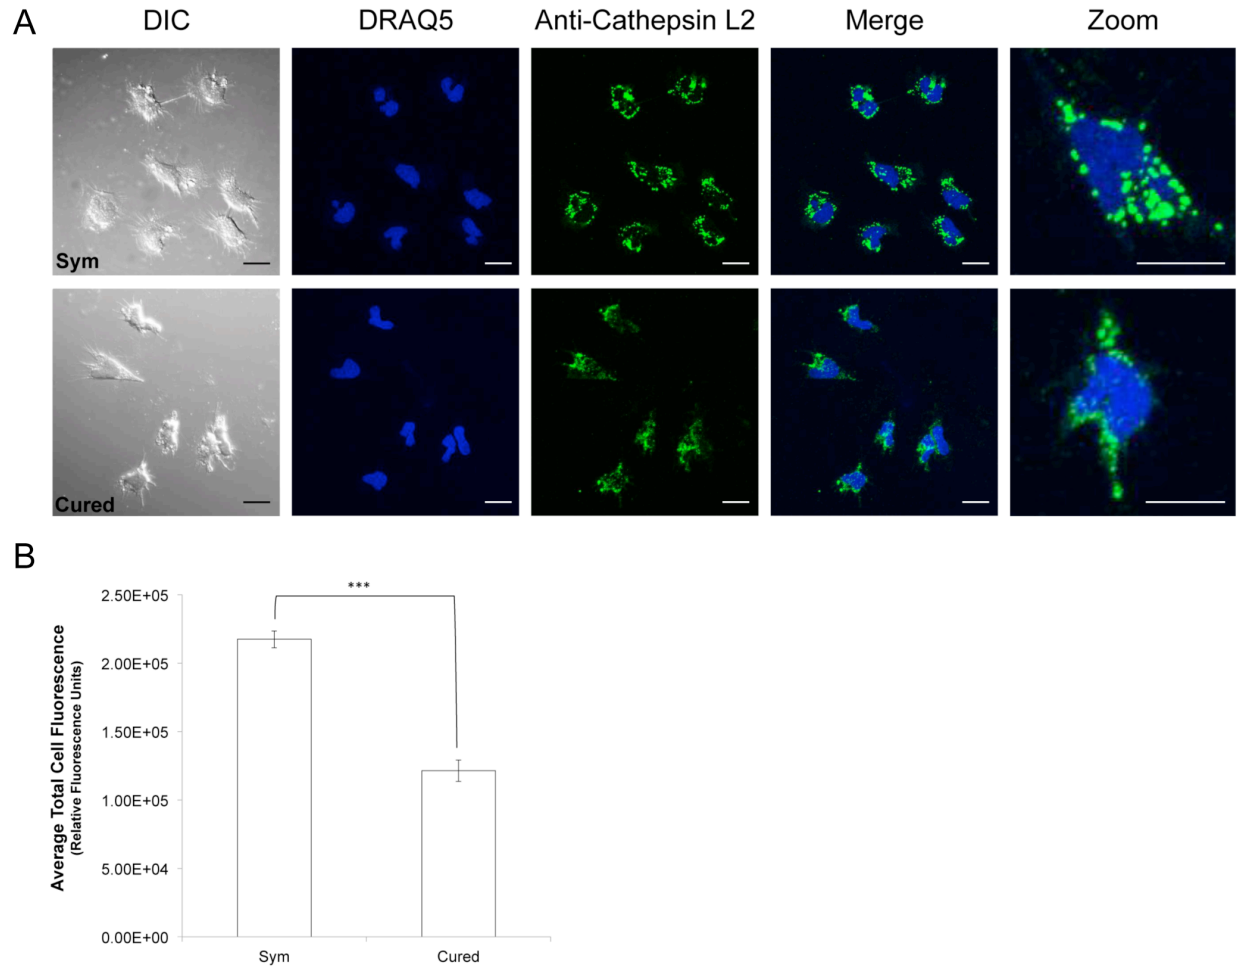 A
DIC DRAQ5 Anti-Cathepsin L2 Merge Zoom
Sym
Cured
B
***
2.50E+05
2.00E+05
1.50E+05
1.00E+05
5.00E+04
0.00E+00
Average Total Cell Fluorescence
(Relative Fluorescence Units)
Sym Cured